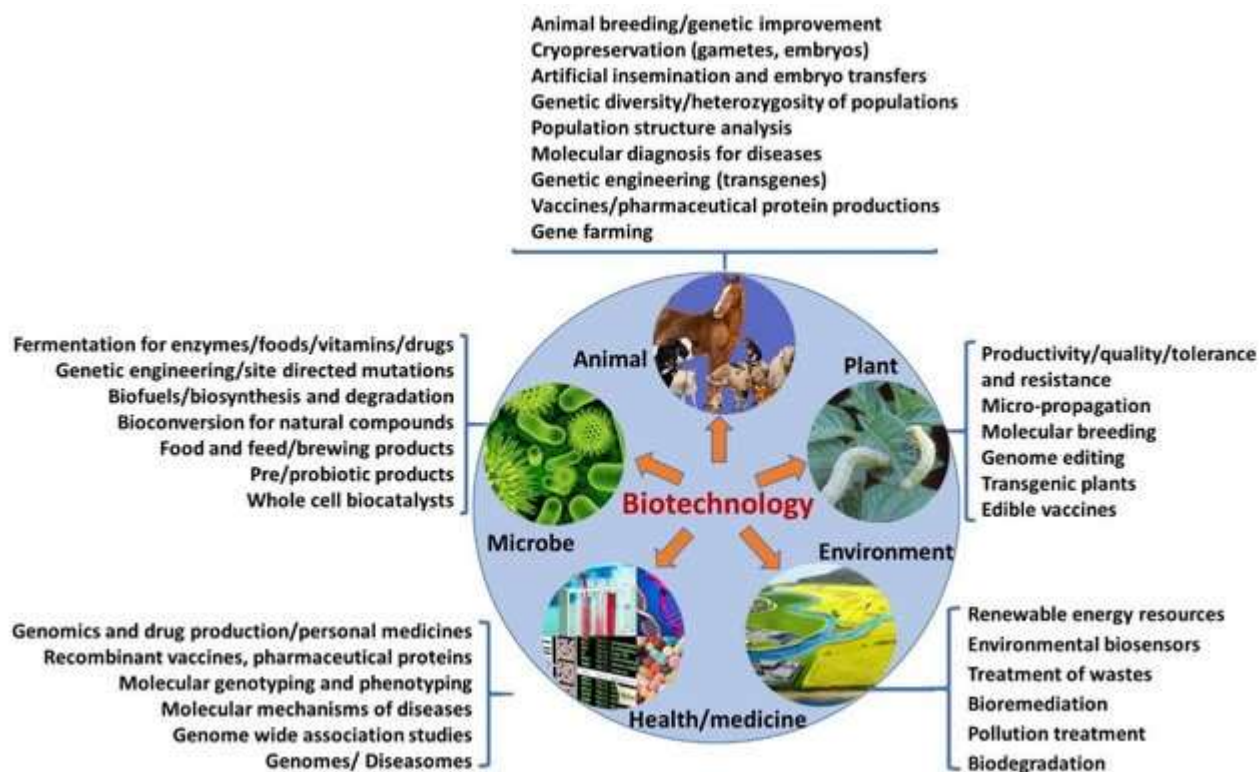 Animal breeding/genetic improvement
Cryopreservation (gametes, embryos)
Artificial insemination and embryo transfers
Genetic diversity/heterozygosity of populations
Population structure analysis
Molecular diagnosis for diseases
Genetic engineering (transgenes)
Vaccines/pharmaceutical protein productions
Gene farming
Animal
Plant
Fermentation for enzymes/foods/vitamins/drugs
Genetic engineering/site directed mutations
Biofuels/biosynthesis and degradation
Bioconversion for natural compounds
Food and feed/brewing products
Pre/probiotic products
Whole cell biocatalysts
Productivity/quality/tolerance
and resistance
Micro-propagation
Molecular breeding
Genome editing
Transgenic plants
Edible vaccines
Biotechnology
Microbe
Environment
Genomics and drug production/personal medicines
Recombinant vaccines, pharmaceutical proteins
Molecular genotyping and phenotyping
Molecular mechanisms of diseases
Genome wide association studies
Genomes/ Diseasomes
Health/medicine
Renewable energy resources
Environmental biosensors
Treatment of wastes
Bioremediation
Pollution treatment
Biodegradation